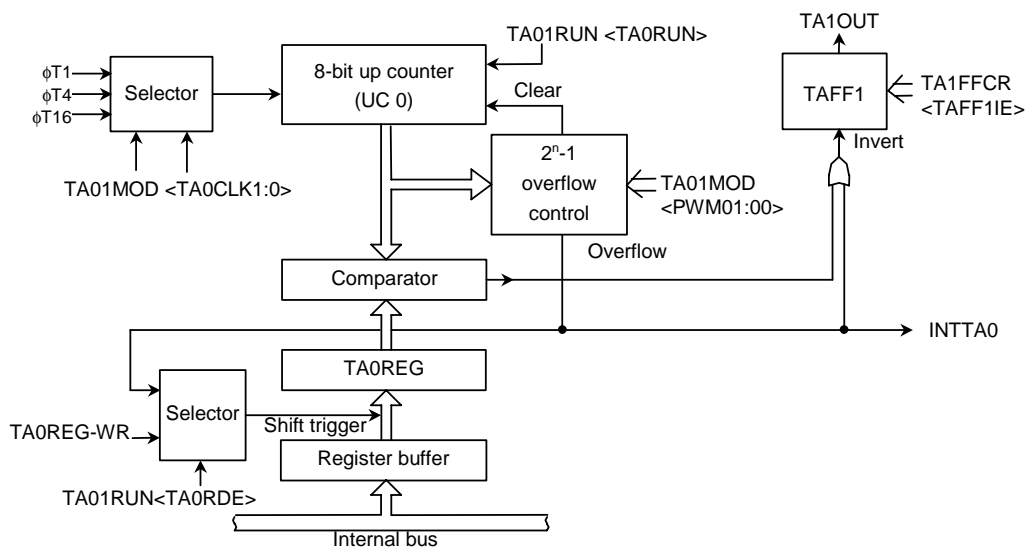 TA1OUT
TA01RUN <TA0RUN>
8-bit up counter
(UC 0)
φT1
φT4
φT16
Selector
Clear
TAFF1
TA1FFCR
<TAFF1IE>
Invert
TA01MOD <TA0CLK1:0>
2ⁿ-1
overflow
control
TA01MOD
<PWM01:00>
Overflow
Comparator
INTTA0
TA0REG
Selector
Shift trigger
TA0REG-WR
Register buffer
TA01RUN<TA0RDE>
Internal bus